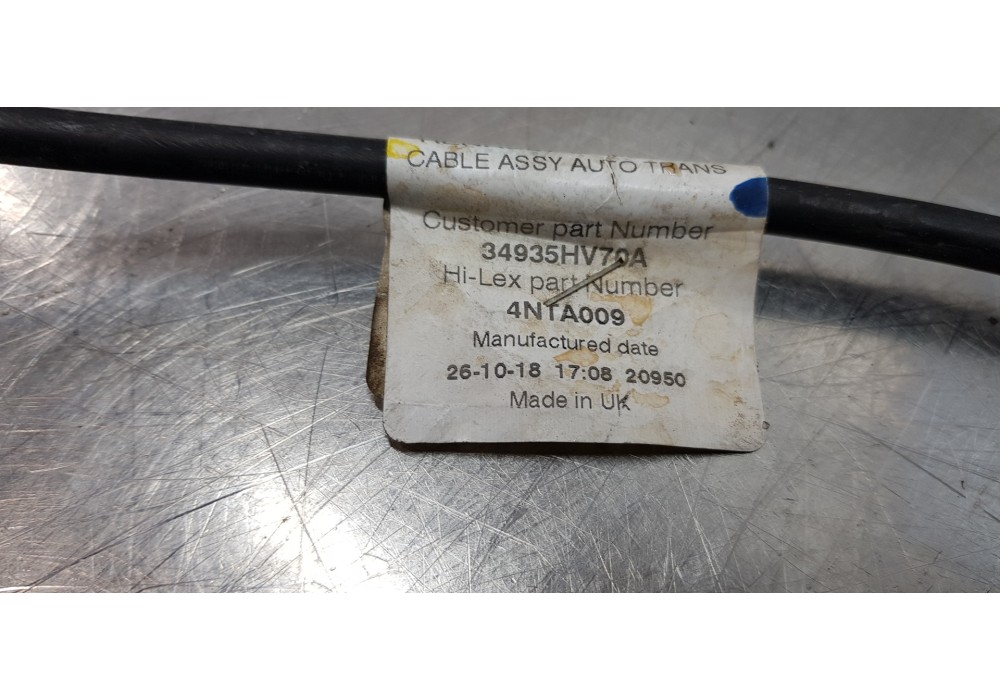 CABLE ASSY AUTO TRANS
Customer part Number
34935HV70A
Hi-Lex part Number
4NTA009
Manufactured date
26-10-18 17:08 20950
Made in UK